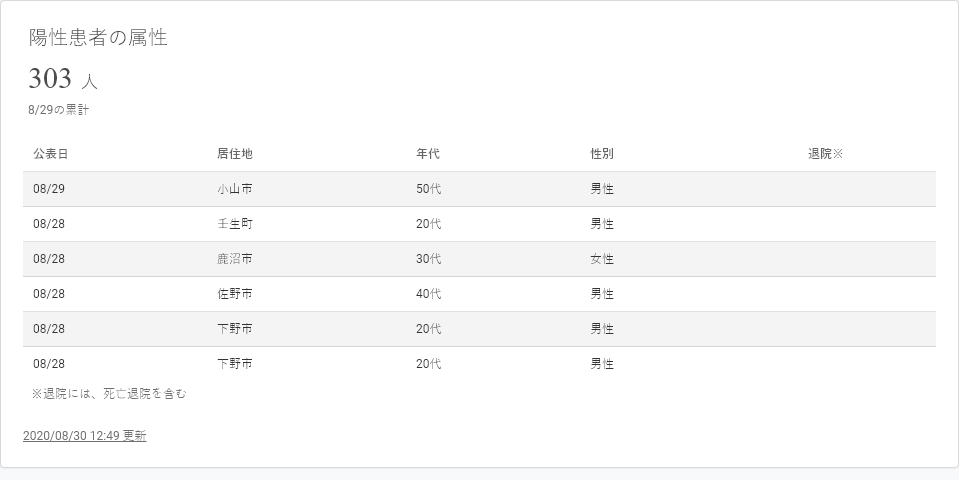 陽性患者の属性
303 人
8/29の累計
公表日 居住地 年代 性別 退院※
08/29 小山市 50代 男性
08/28 壬生町 20代 男性
08/28 鹿沼市 30代 女性
08/28 佐野市 40代 男性
08/28 下野市 20代 男性
08/28 下野市 20代 男性
※退院には、死亡退院を含む
2020/08/30 12:49 更新